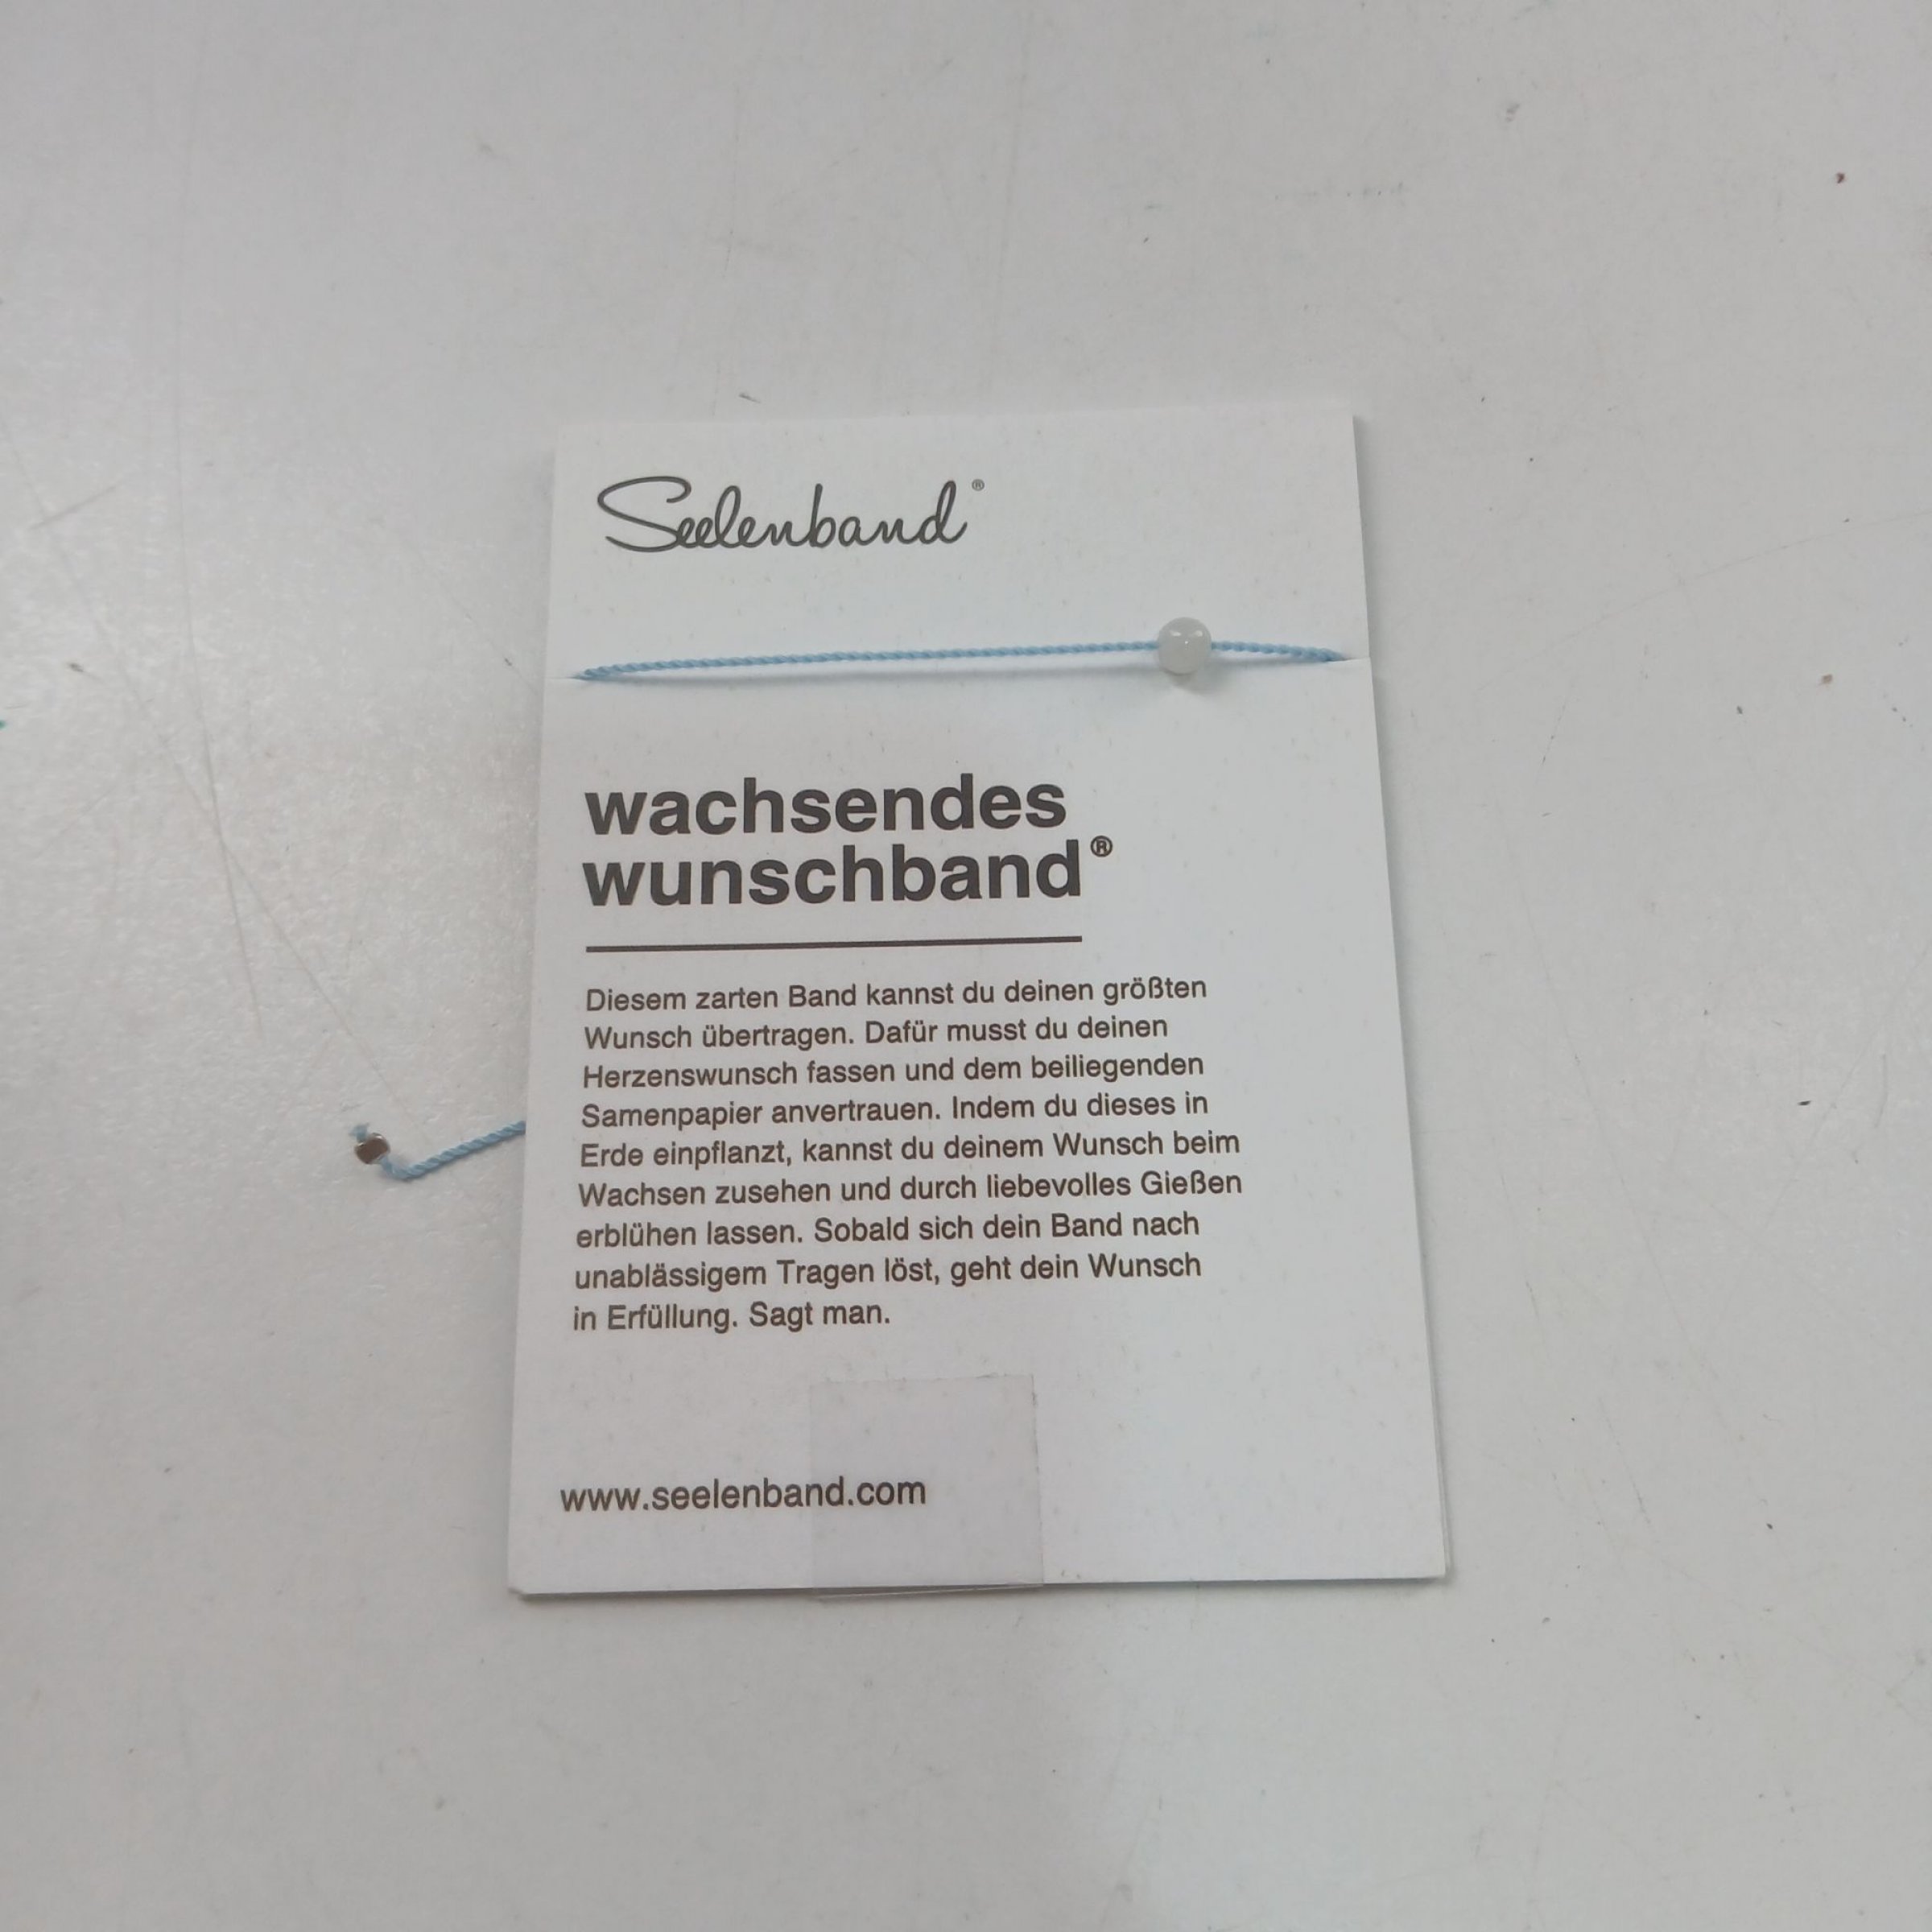 Seelenband®
wachsendes
wunschband®
Diesem zarten Band kannst du deinen größten
Wunsch übertragen. Dafür musst du deinen
Herzenswunsch fassen und dem beiliegenden
Samenpapier anvertrauen. Indem du dieses in
Erde einpflanzt, kannst du deinem Wunsch beim
Wachsen zusehen und durch liebevolles Gießen
erblühen lassen. Sobald sich dein Band nach
unablässigem Tragen löst, geht dein Wunsch
in Erfüllung. Sagt man.
www.seelenband.com